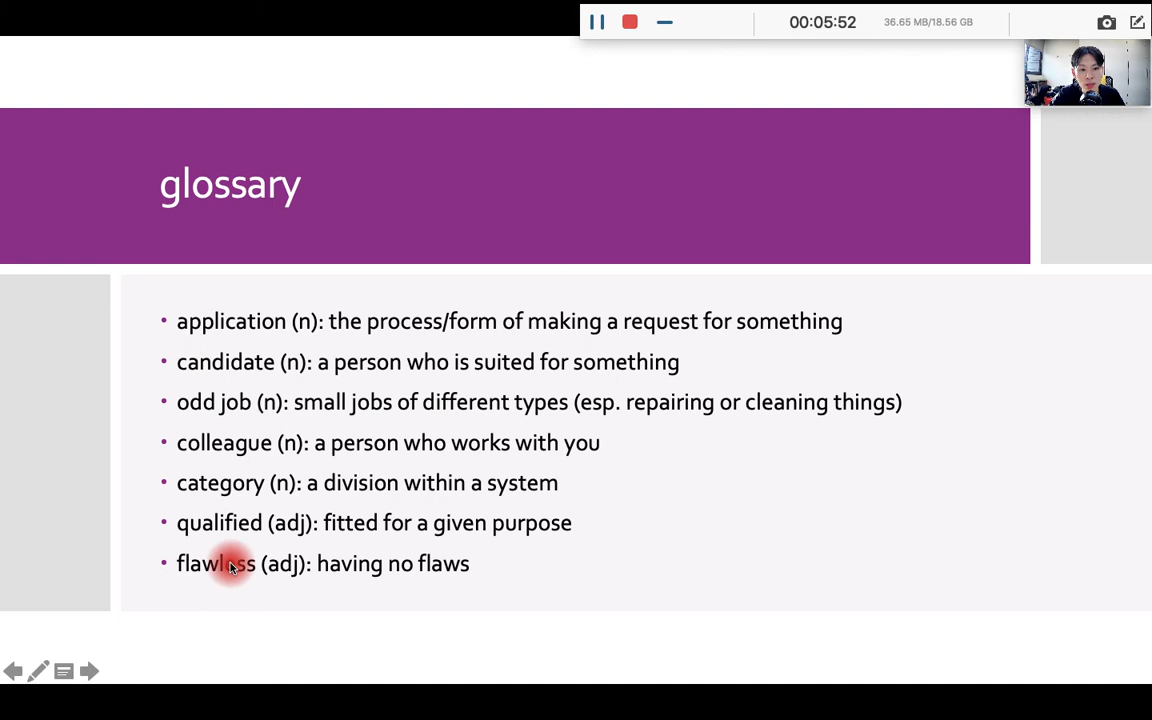 00:05:52
36.65 MB/18.56 GB
glossary
• application (n): the process/form of making a request for something
• candidate (n): a person who is suited for something
• odd job (n): small jobs of different types (esp. repairing or cleaning things)
• colleague (n): a person who works with you
• category (n): a division within a system
• qualified (adj): fitted for a given purpose
• flawless (adj): having no flaws